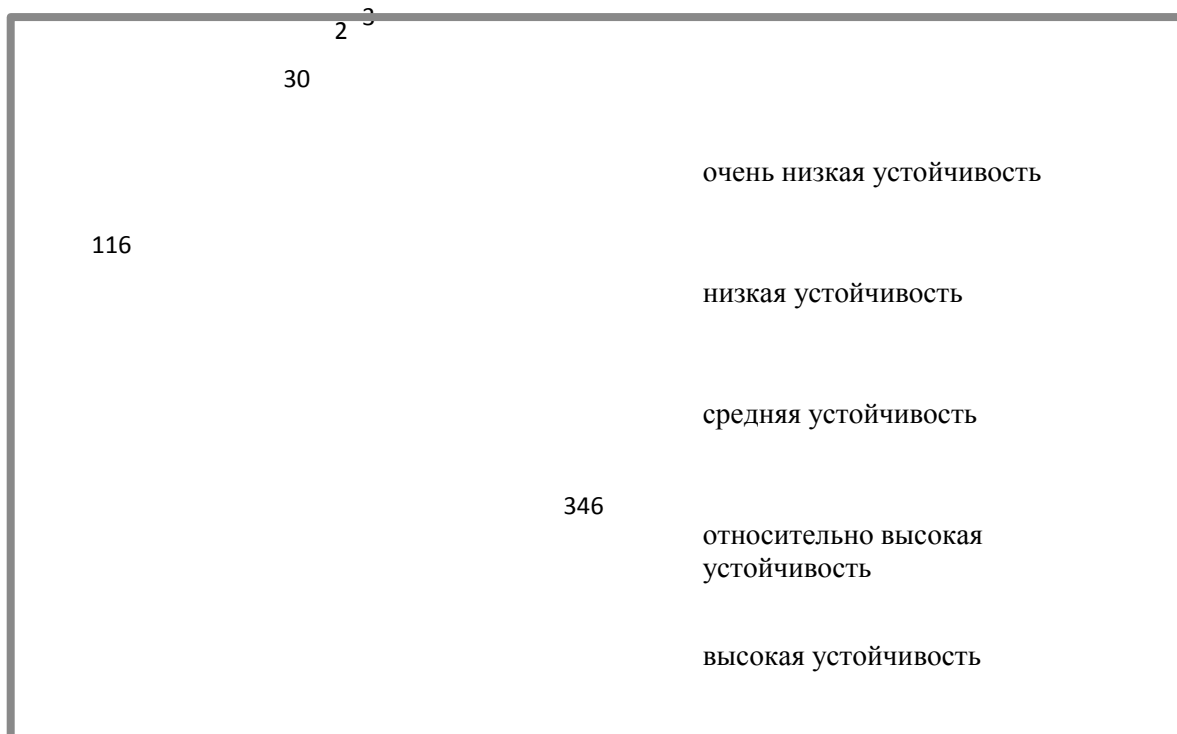 3
2
30
очень низкая устойчивость
116
низкая устойчивость
средняя устойчивость
346
относительно высокая
устойчивость
высокая устойчивость